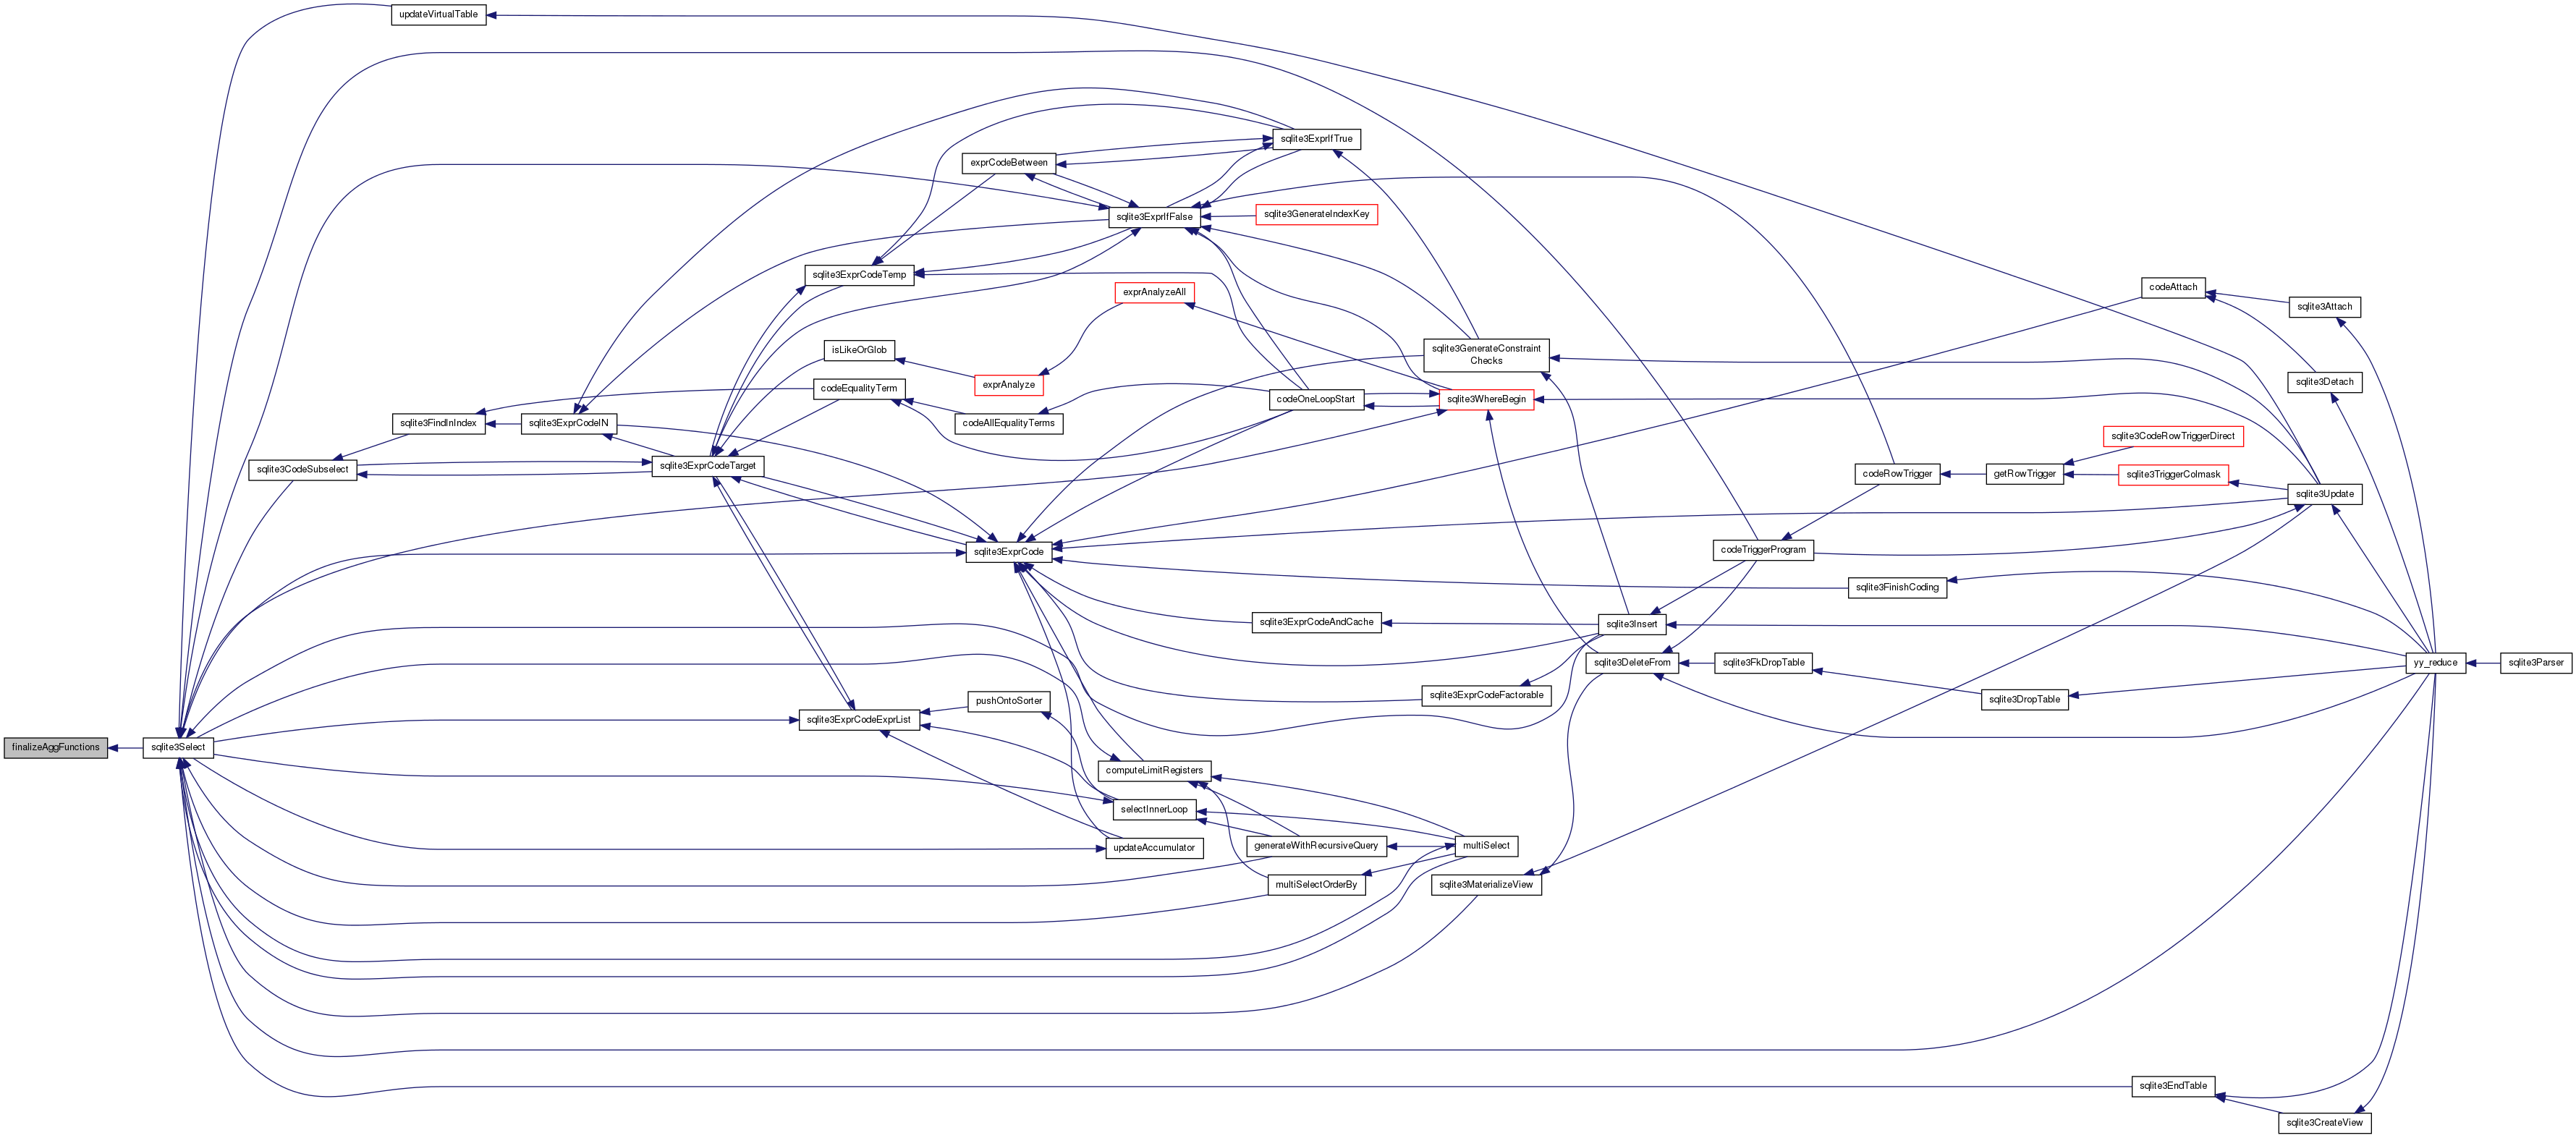 updateVirtualTable
sqlite3ExprIfTrue
exprCodeBetween
sqlite3ExprIfFalse
sqlite3GenerateIndexKey
sqlite3ExprCodeTemp
exprAnalyzeAll
codeAttach
sqlite3Attach
isLikeOrGlob
sqlite3GenerateConstraint
Checks
exprAnalyze
codeEqualityTerm
sqlite3Detach
codeOneLoopStart
sqlite3WhereBegin
sqlite3FindInIndex
sqlite3ExprCodeIN
codeAllEqualityTerms
sqlite3CodeRowTriggerDirect
sqlite3CodeSubselect
sqlite3ExprCodeTarget
codeRowTrigger
getRowTrigger
sqlite3TriggerColmask
sqlite3Update
sqlite3ExprCode
codeTriggerProgram
sqlite3FinishCoding
sqlite3ExprCodeAndCache
sqlite3Insert
sqlite3DeleteFrom
sqlite3FkDropTable
yy_reduce
sqlite3Parser
sqlite3ExprCodeFactorable
sqlite3DropTable
pushOntoSorter
sqlite3ExprCodeExprList
finalizeAggFunctions
sqlite3Select
computeLimitRegisters
selectInnerLoop
updateAccumulator
generateWithRecursiveQuery
multiSelect
multiSelectOrderBy
sqlite3MaterializeView
sqlite3EndTable
sqlite3CreateView